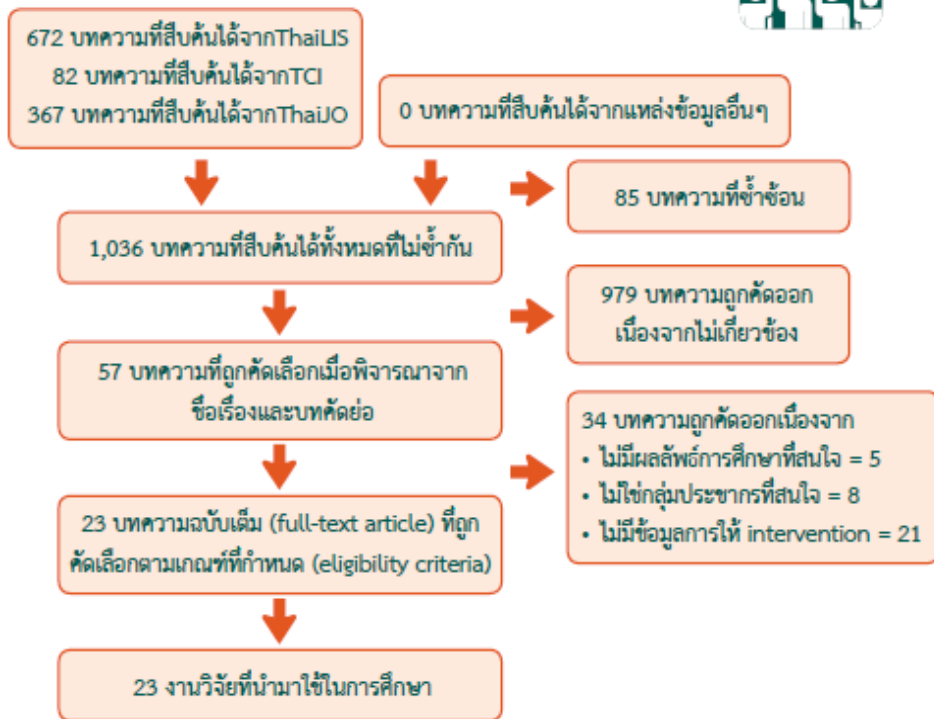 672 บทความที่สืบค้นได้จากThaiLIS
82 บทความที่สืบค้นได้จากTCI
367 บทความที่สืบค้นได้จากThaiJO
0 บทความที่สืบค้นได้จากแหล่งข้อมูลอื่นๆ
85 บทความที่ซ้ำซ้อน
1,036 บทความที่สืบค้นได้ทั้งหมดที่ไม่ซ้ำกัน
979 บทความถูกคัดออก
เนื่องจากไม่เกี่ยวข้อง
57 บทความที่ถูกคัดเลือกเมื่อพิจารณาจาก
ชื่อเรื่องและบทคัดย่อ
34 บทความถูกคัดออกเนื่องจาก
• ไม่มีผลลัพธ์การศึกษาที่สนใจ = 5
• ไม่ใช่กลุ่มประชากรที่สนใจ = 8
• ไม่มีข้อมูลการให้ intervention = 21
23 บทความฉบับเต็ม (full-text article) ที่ถูก
คัดเลือกตามเกณฑ์ที่กำหนด (eligibility criteria)
23 งานวิจัยที่นำมาใช้ในการศึกษา